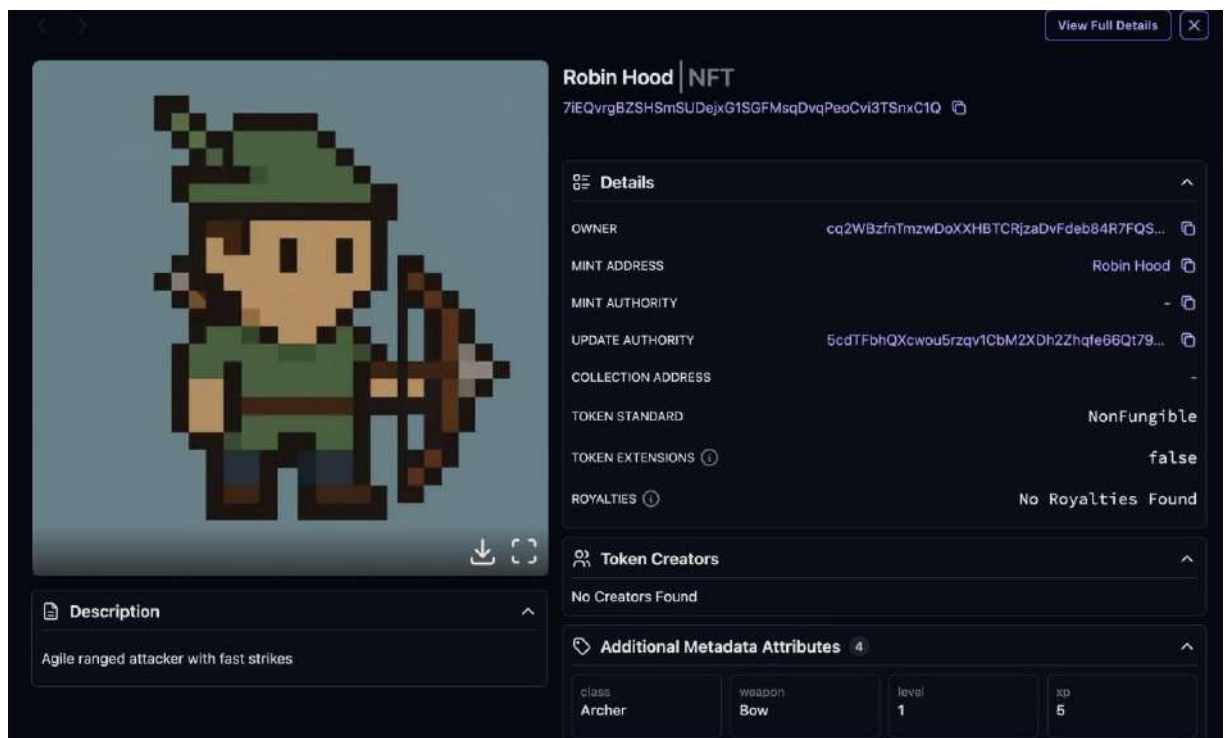 View Full Details
Robin Hood | NFT
7iEQvrgBZSHSmSUDejxG1SGFMsqDvqPeoCvi3TSnxC1Q
Details
OWNER cq2WBzfnTmzwDoXXHBTCRjzaDvFdeb84R7FQS...
MINT ADDRESS Robin Hood
MINT AUTHORITY -
UPDATE AUTHORITY 5cdTFbhQXcwou5rzqv1CbM2XDh2Zhqfe66Qt79...
COLLECTION ADDRESS -
TOKEN STANDARD NonFungible
TOKEN EXTENSIONS false
ROYALTIES No Royalties Found
Token Creators
No Creators Found
Description
Agile ranged attacker with fast strikes
Additional Metadata Attributes 4
class weapon level xp
Archer Bow 1 5